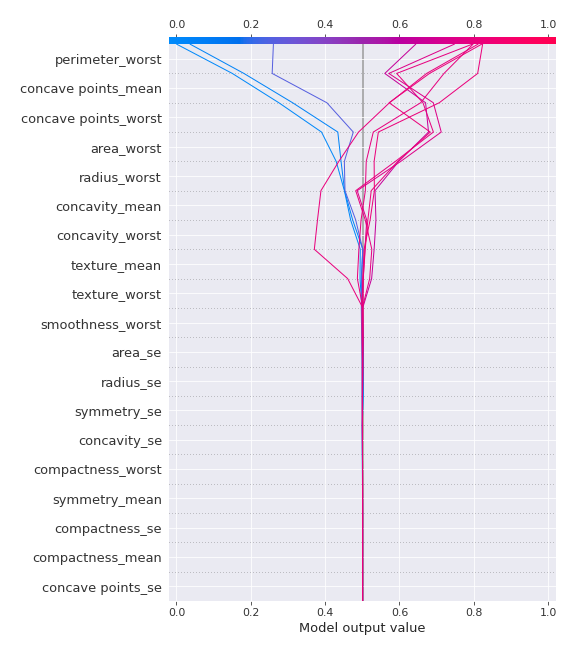 0.0 0.2 0.4 0.6 0.8 1.0
perimeter_worst
concave points_mean
concave points_worst
area_worst
radius_worst
concavity_mean
concavity_worst
texture_mean
texture_worst
smoothness_worst
area_se
radius_se
symmetry_se
concavity_se
compactness_worst
symmetry_mean
compactness_se
compactness_mean
concave points_se
0.0 0.2 0.4 0.6 0.8 1.0
Model output value